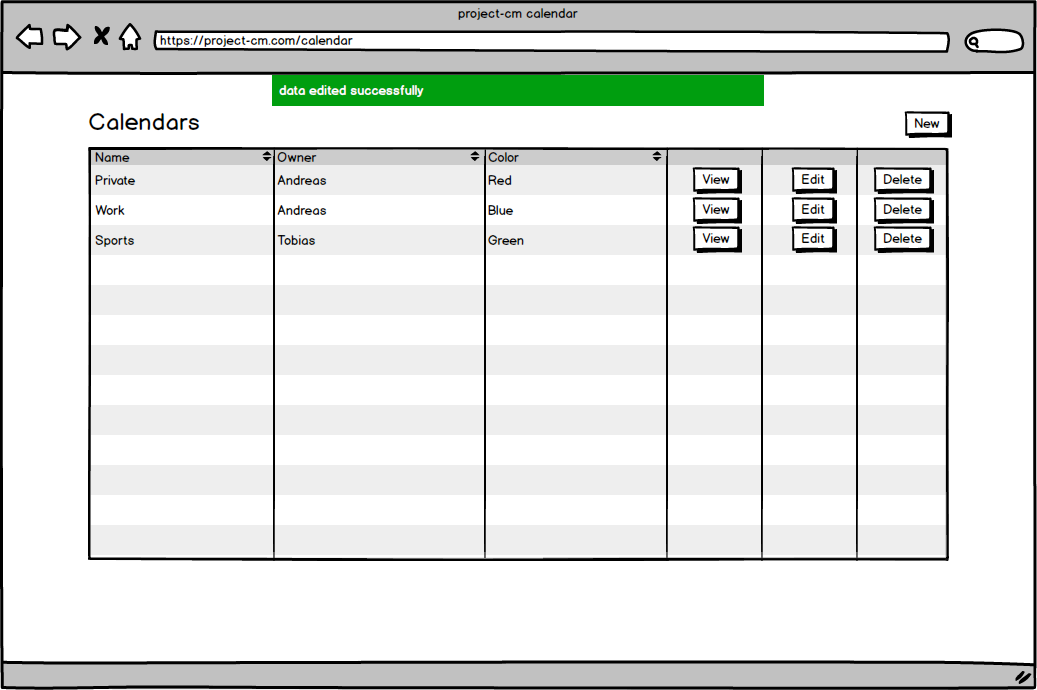 project-cm calendar
https://project-cm.com/calendar
data edited successfully
Calendars
New
Name Owner Color
Private Andreas Red View Edit Delete
Work Andreas Blue View Edit Delete
Sports Tobias Green View Edit Delete